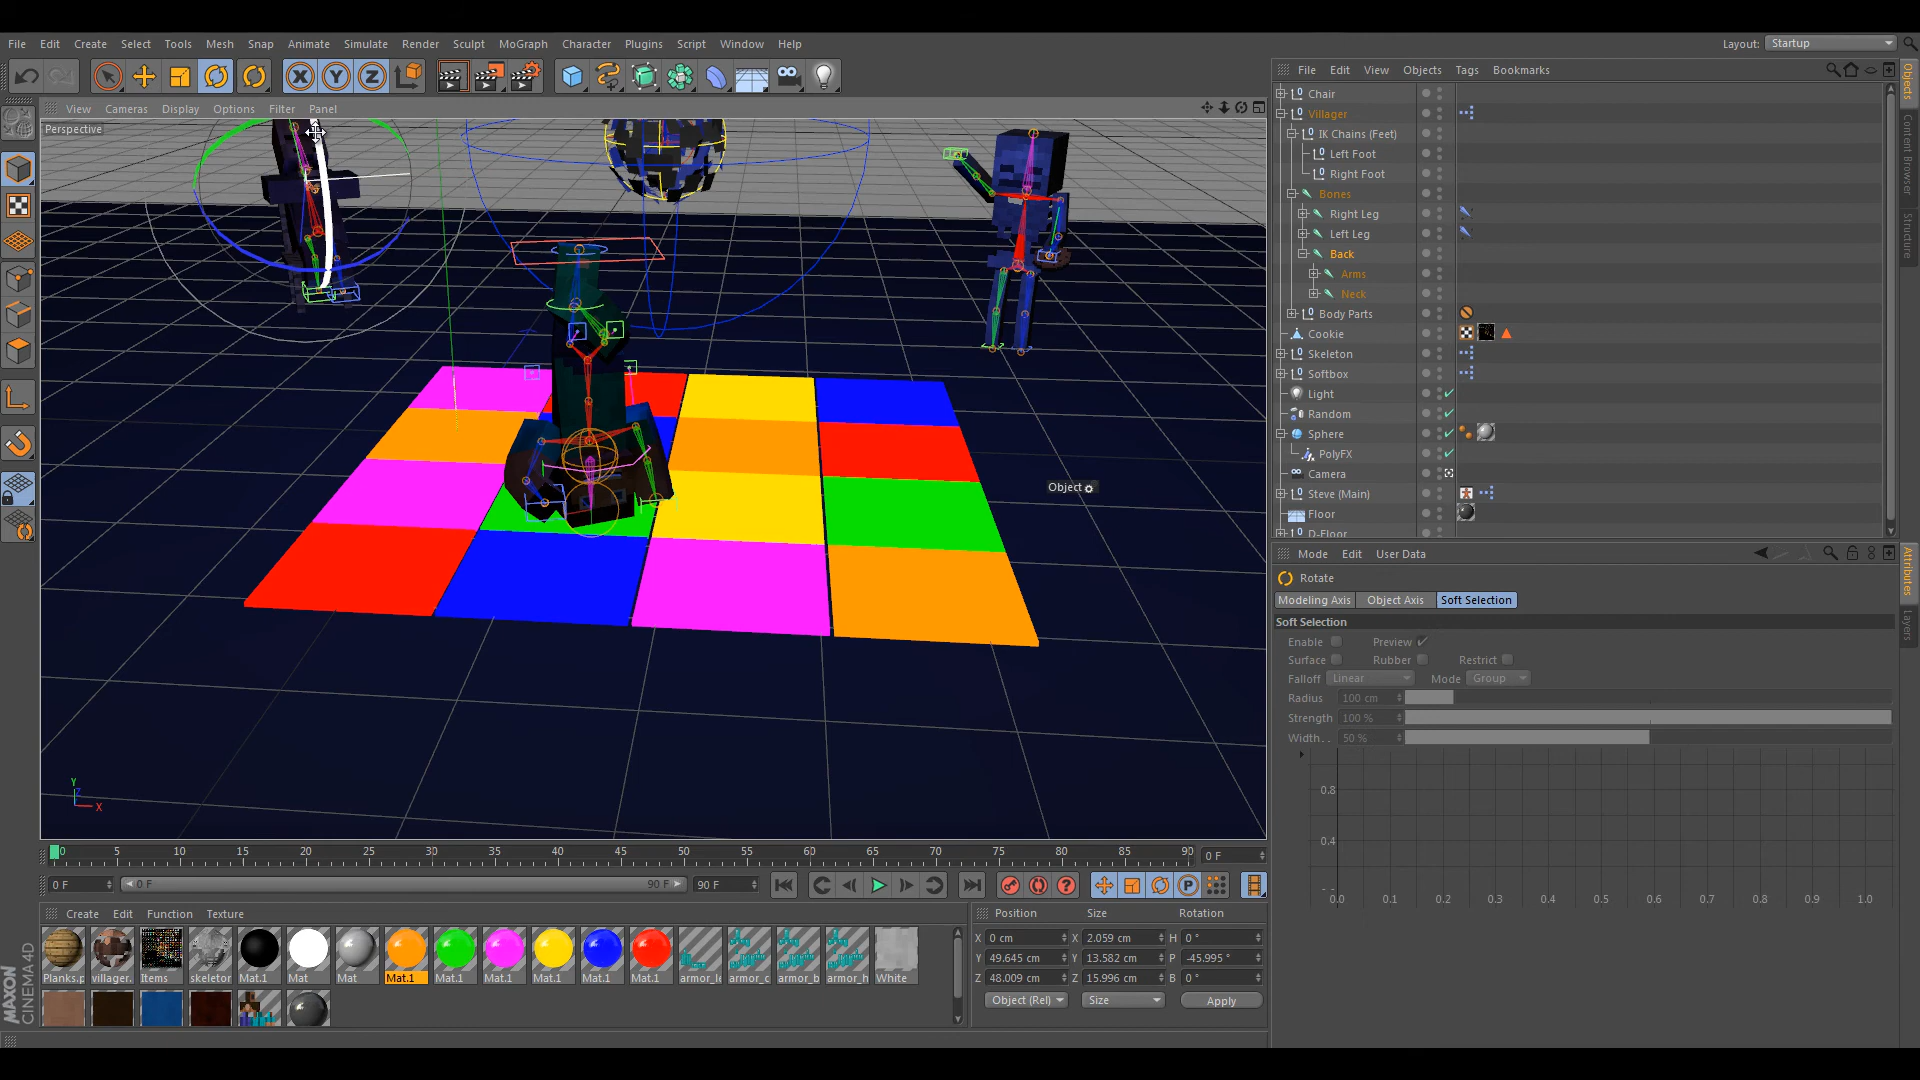 File Edit Create Select Tools Mesh Snap Animate Simulate Render Sculpt MoGraph Character Plugins Script Window Help Layout: Startup
X Y Z
View Cameras Display Options Filter Panel
Perspective
Object
Y
Z
X
0 5 10 15 20 25 30 35 40 45 50 55 60 65 70 75 80 85 90 0 F
0 F 0 F 90 F 90 F P
Create Edit Function Texture
Planks.p villager. Items skeletor Mat.1 Mat Mat Mat.1 Mat.1 Mat.1 Mat.1 Mat.1 Mat.1 armor_le armor_c armor_b armor_h White
Position Size Rotation
X 0 cm X 2.059 cm H 0 °
Y 49.645 cm Y 13.582 cm P -45.995 °
Z 48.009 cm Z 15.996 cm B 0 °
Object (Rel) Size Apply
MAXON
CINEMA4D
File Edit View Objects Tags Bookmarks
Chair
Villager
IK Chains (Feet)
Left Foot
Right Foot
Bones
Right Leg
Left Leg
Back
Arms
Neck
Body Parts
Cookie
Skeleton
Softbox
Light
Random
Sphere
PolyFX
Camera
Steve (Main)
Floor
D-Floor
Objects
Content Browser
Structure
Mode Edit User Data
Rotate
Modeling Axis Object Axis Soft Selection
Soft Selection
Enable Preview
Surface Rubber Restrict
Falloff Linear Mode Group
Radius 100 cm
Strength 100 %
Width. . 50 %
0.8
0.4
0.0 0.1 0.2 0.3 0.4 0.5 0.6 0.7 0.8 0.9 1.0
Attributes
Layers